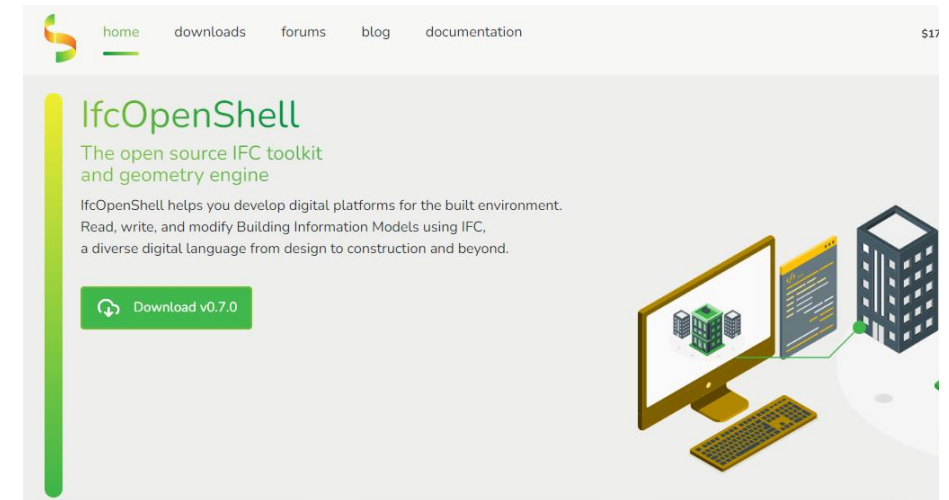 home downloads forums blog documentation $17
IfcOpenShell
The open source IFC toolkit
and geometry engine
IfcOpenShell helps you develop digital platforms for the built environment.
Read, write, and modify Building Information Models using IFC,
a diverse digital language from design to construction and beyond.
Download v0.7.0